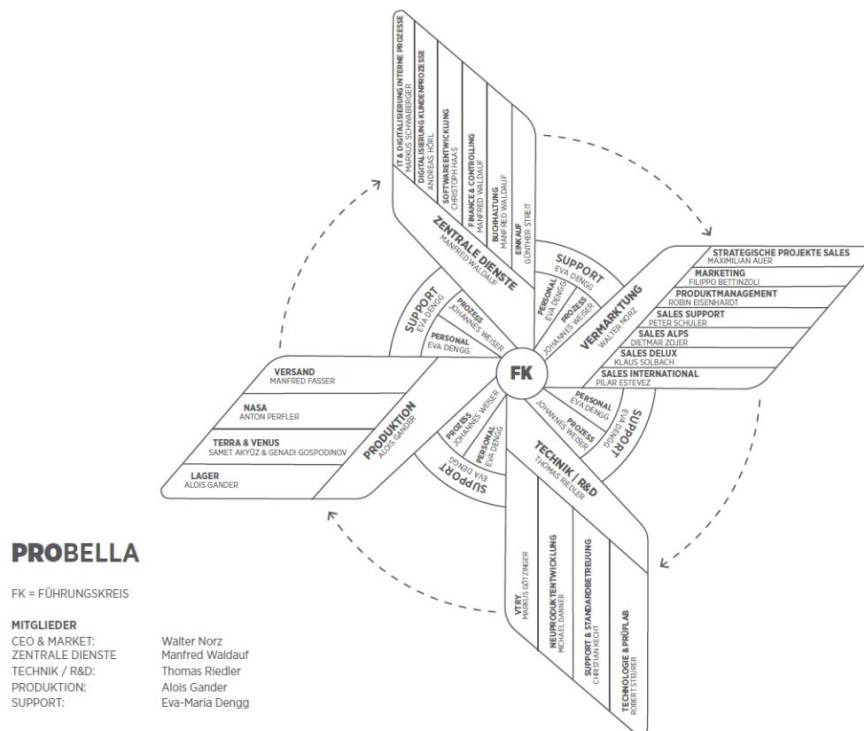 IT & DIGITALISIERUNG INTERNE PROZESSE
MARKUS SCHWABERGER
DIGITALISIERUNG KUNDENPROZESSE
ANDREAS HÖRL
SOFTWAREENTWICKLUNG
CHRISTOPH HAAS
FINANCE & CONTROLLING
MANFRED WALDAUF
BUCHHALTUNG
MANFRED WALDAUF
EINKAUF
GÜNTHER STREIT
ZENTRALE DIENSTE
MANFRED WALDAUF
SUPPORT
EVA DENGG
PERSONAL
EVA DENGG
PROZESS
JOHANNES WEISER
VERMARKTUNG
WALTER NORZ
STRATEGISCHE PROJEKTE SALES
MAXIMILIAN AUER
MARKETING
FILIPPO BETTINZOLI
PRODUKTMANAGEMENT
ROBIN EISENHARDT
SALES SUPPORT
PETER SCHULER
SALES ALPS
DIETMAR ZOJER
SALES DELUX
KLAUS SOLBACH
SALES INTERNATIONAL
PILAR ESTEVEZ
SUPPORT
EVA DENGG
PROZESS
JOHANNES WEISER
PERSONAL
EVA DENGG
FK
PERSONAL
EVA DENGG
PROZESS
JOHANNES WEISER
SUPPORT
EVA DENGG
VERSAND
MANFRED FASSER
NASA
ANTON PERFLER
TERRA & VENUS
SAMET AKYÜZ & GENADI GOSPODINOV
LAGER
ALOIS GANDER
PRODUKTION
ALOIS GANDER
PROZESS
JOHANNES WEISER
PERSONAL
EVA DENGG
SUPPORT
EVA DENGG
TECHNIK | R&D
THOMAS RIEDLER
VTRY
MARKUS GÖTZINGER
NEUPRODUKTENTWICKLUNG
MICHAEL DANNER
SUPPORT & STANDARDBETREUUNG
CHRISTIAN KECHT
TECHNOLOGIE & PRÜFLAB
ROBERT STEURER
PROBELLA
FK = FÜHRUNGSKREIS
MITGLIEDER
CEO & MARKET: Walter Norz
ZENTRALE DIENSTE Manfred Waldauf
TECHNIK / R&D: Thomas Riedler
PRODUKTION: Alois Gander
SUPPORT: Eva-Maria Dengg